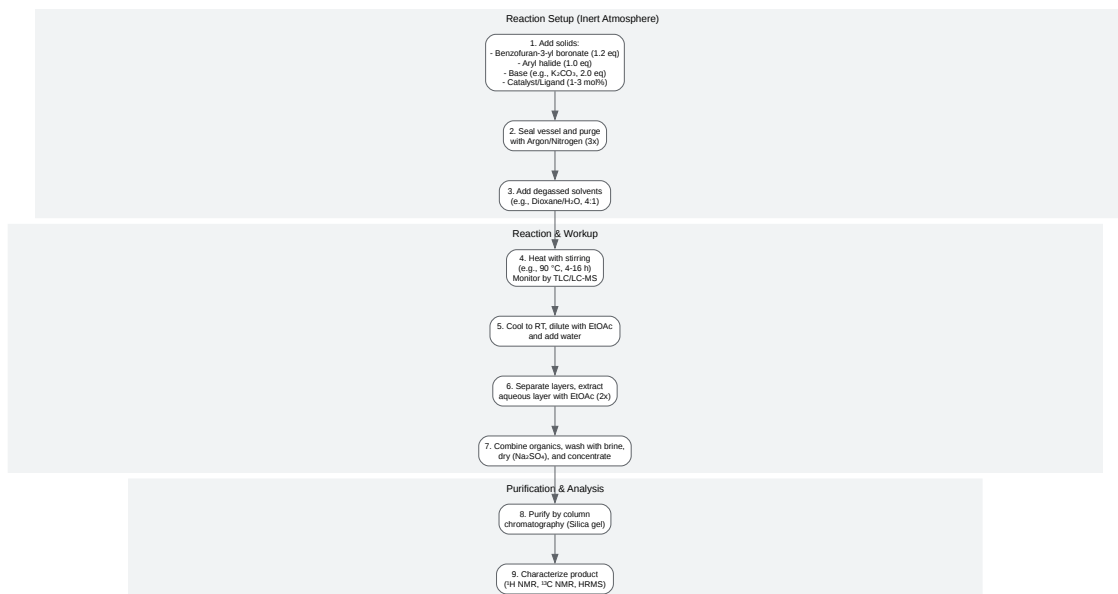 Reaction Setup (Inert Atmosphere)
1. Add solids:
- Benzofuran-3-yl boronate (1.2 eq)
- Aryl halide (1.0 eq)
- Base (e.g., K₂CO₃, 2.0 eq)
- Catalyst/Ligand (1-3 mol%)
2. Seal vessel and purge
with Argon/Nitrogen (3x)
3. Add degassed solvents
(e.g., Dioxane/H₂O, 4:1)
Reaction & Workup
4. Heat with stirring
(e.g., 90 °C, 4-16 h)
Monitor by TLC/LC-MS
5. Cool to RT, dilute with EtOAc
and add water
6. Separate layers, extract
aqueous layer with EtOAc (2x)
7. Combine organics, wash with brine,
dry (Na₂SO₄), and concentrate
Purification & Analysis
8. Purify by column
chromatography (Silica gel)
9. Characterize product
(¹H NMR, ¹³C NMR, HRMS)